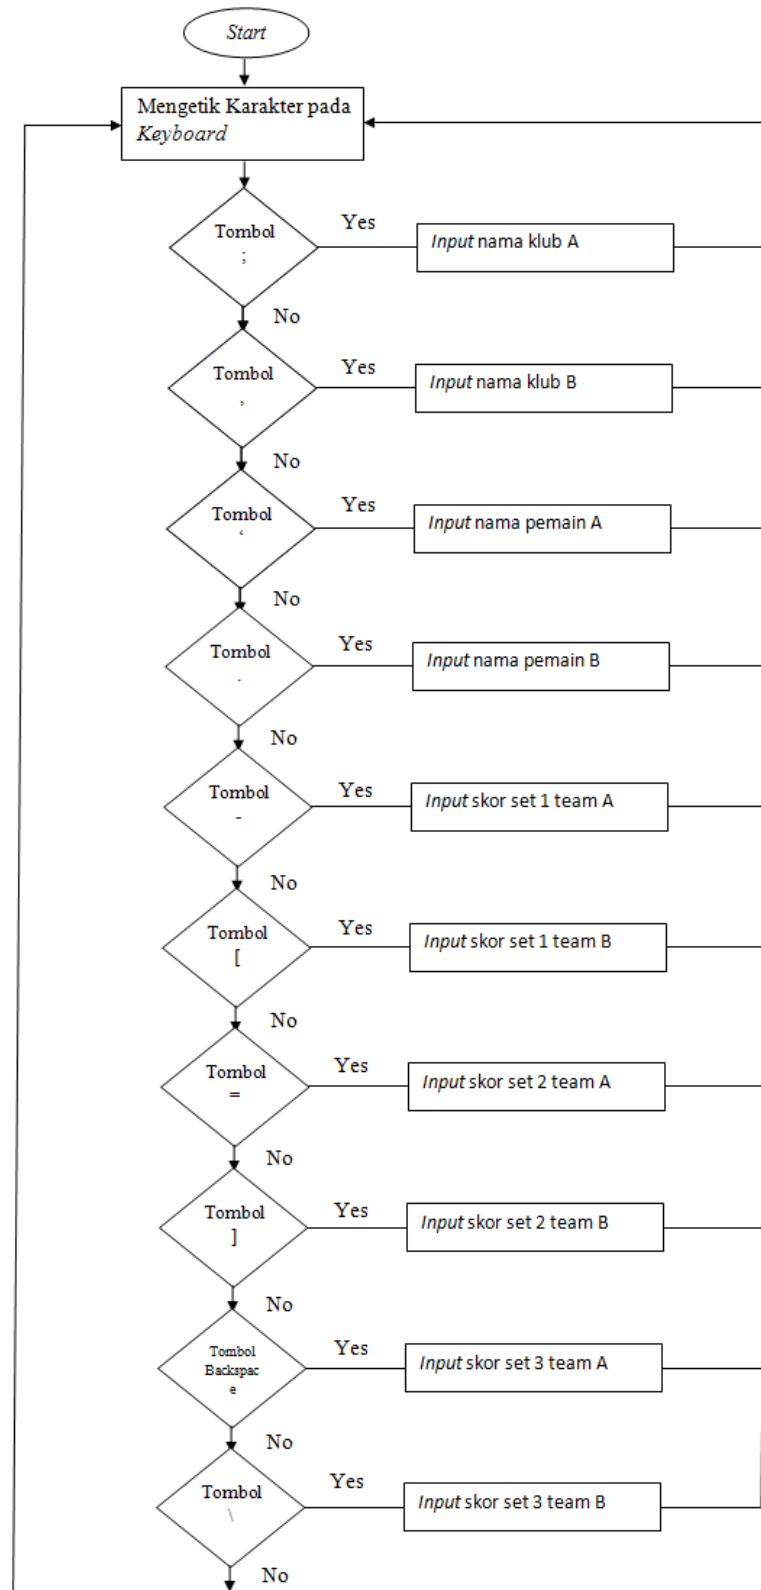 Start
Mengetik Karakter pada
Keyboard
Tombol
;
Yes
Input nama klub A
No
Tombol
,
Yes
Input nama klub B
No
Tombol
‘
Yes
Input nama pemain A
No
Tombol
.
Yes
Input nama pemain B
No
Tombol
-
Yes
Input skor set 1 team A
No
Tombol
[
Yes
Input skor set 1 team B
No
Tombol
=
Yes
Input skor set 2 team A
No
Tombol
]
Yes
Input skor set 2 team B
No
Tombol
Backspac
e
Yes
Input skor set 3 team A
No
Tombol
\
Yes
Input skor set 3 team B
No